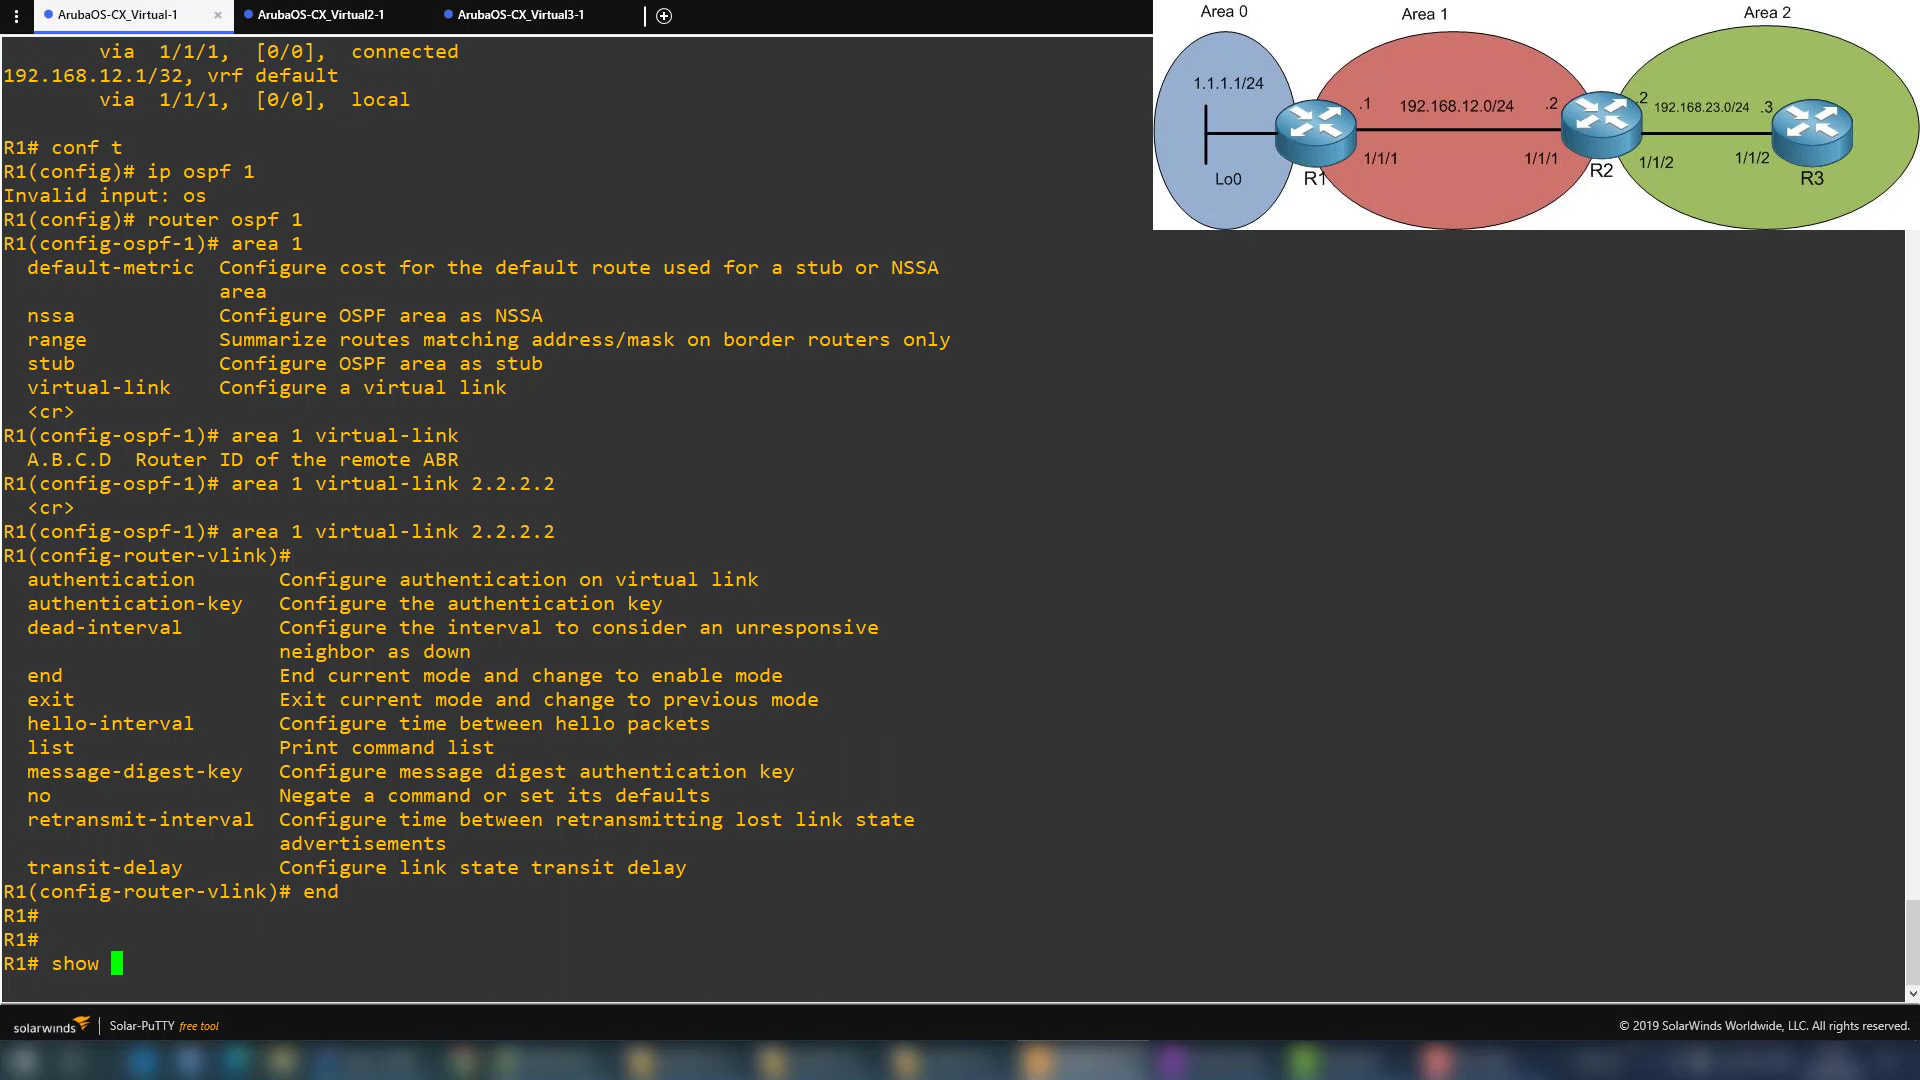 ArubaOS-CX_Virtual-1 × ArubaOS-CX_Virtual2-1 ArubaOS-CX_Virtual3-1
via 1/1/1, [0/0], connected
192.168.12.1/32, vrf default
via 1/1/1, [0/0], local
R1# conf t
R1(config)# ip ospf 1
Invalid input: os
R1(config)# router ospf 1
R1(config-ospf-1)# area 1
default-metric Configure cost for the default route used for a stub or NSSA
area
nssa Configure OSPF area as NSSA
range Summarize routes matching address/mask on border routers only
stub Configure OSPF area as stub
virtual-link Configure a virtual link
<cr>
R1(config-ospf-1)# area 1 virtual-link
A.B.C.D Router ID of the remote ABR
R1(config-ospf-1)# area 1 virtual-link 2.2.2.2
<cr>
R1(config-ospf-1)# area 1 virtual-link 2.2.2.2
R1(config-router-vlink)#
authentication Configure authentication on virtual link
authentication-key Configure the authentication key
dead-interval Configure the interval to consider an unresponsive
neighbor as down
end End current mode and change to enable mode
exit Exit current mode and change to previous mode
hello-interval Configure time between hello packets
list Print command list
message-digest-key Configure message digest authentication key
no Negate a command or set its defaults
retransmit-interval Configure time between retransmitting lost link state
advertisements
transit-delay Configure link state transit delay
R1(config-router-vlink)# end
R1#
R1#
R1# show
Area 0 Area 1 Area 2
1.1.1.1/24
.1 192.168.12.0/24 .2 .2 192.168.23.0/24 .3
1/1/1 1/1/1 1/1/2 1/1/2
Lo0 R1 R2 R3
solarwinds | Solar-PuTTY free tool
© 2019 SolarWinds Worldwide, LLC. All rights reserved.